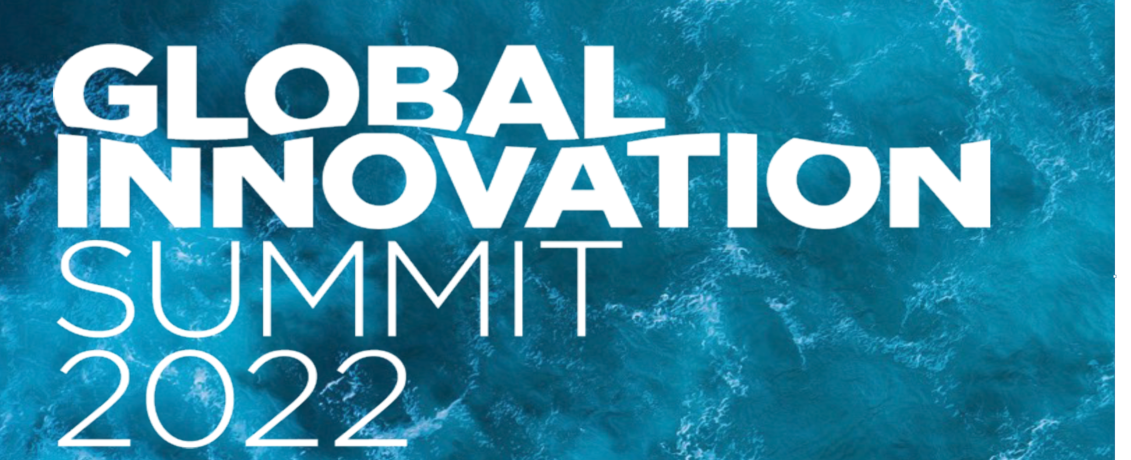 GLOBAL
INNOVATION
SUMMIT
2022